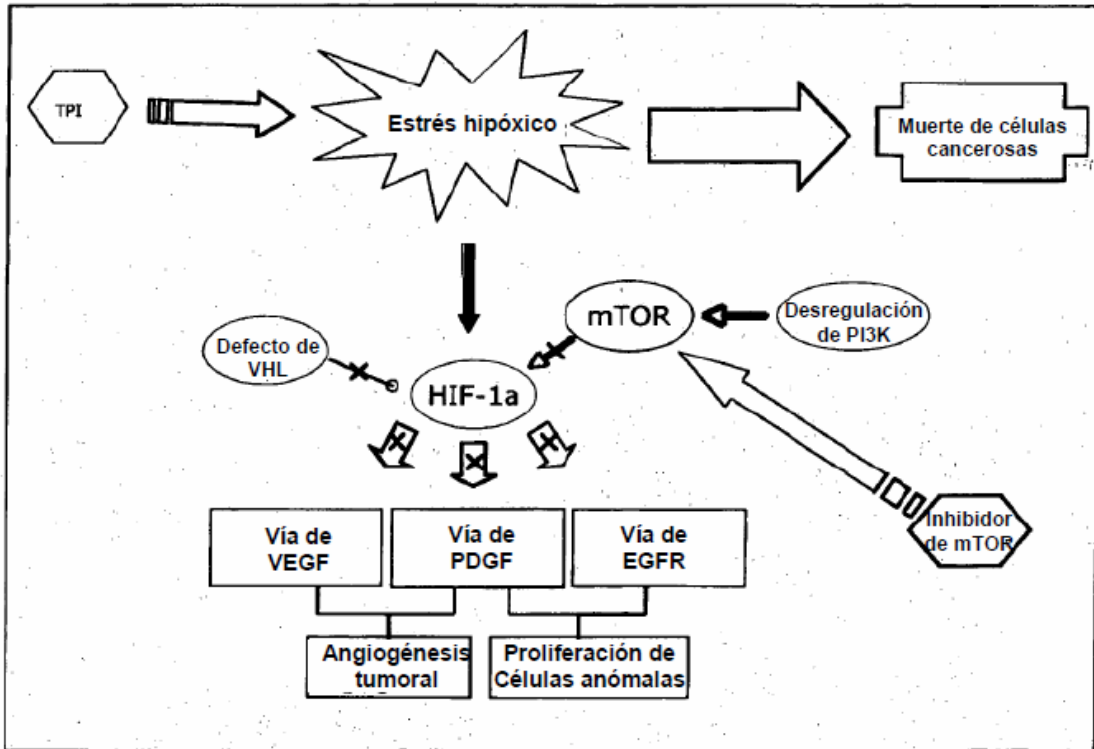 TPI
Estrés hipóxico
Muerte de células
cancerosas
mTOR
Desregulación
de PI3K
Defecto de
VHL
HIF-1a
Inhibidor
de mTOR
Vía de
VEGF
Vía de
PDGF
Vía de
EGFR
Angiogénesis
tumoral
Proliferación de
Células anómalas